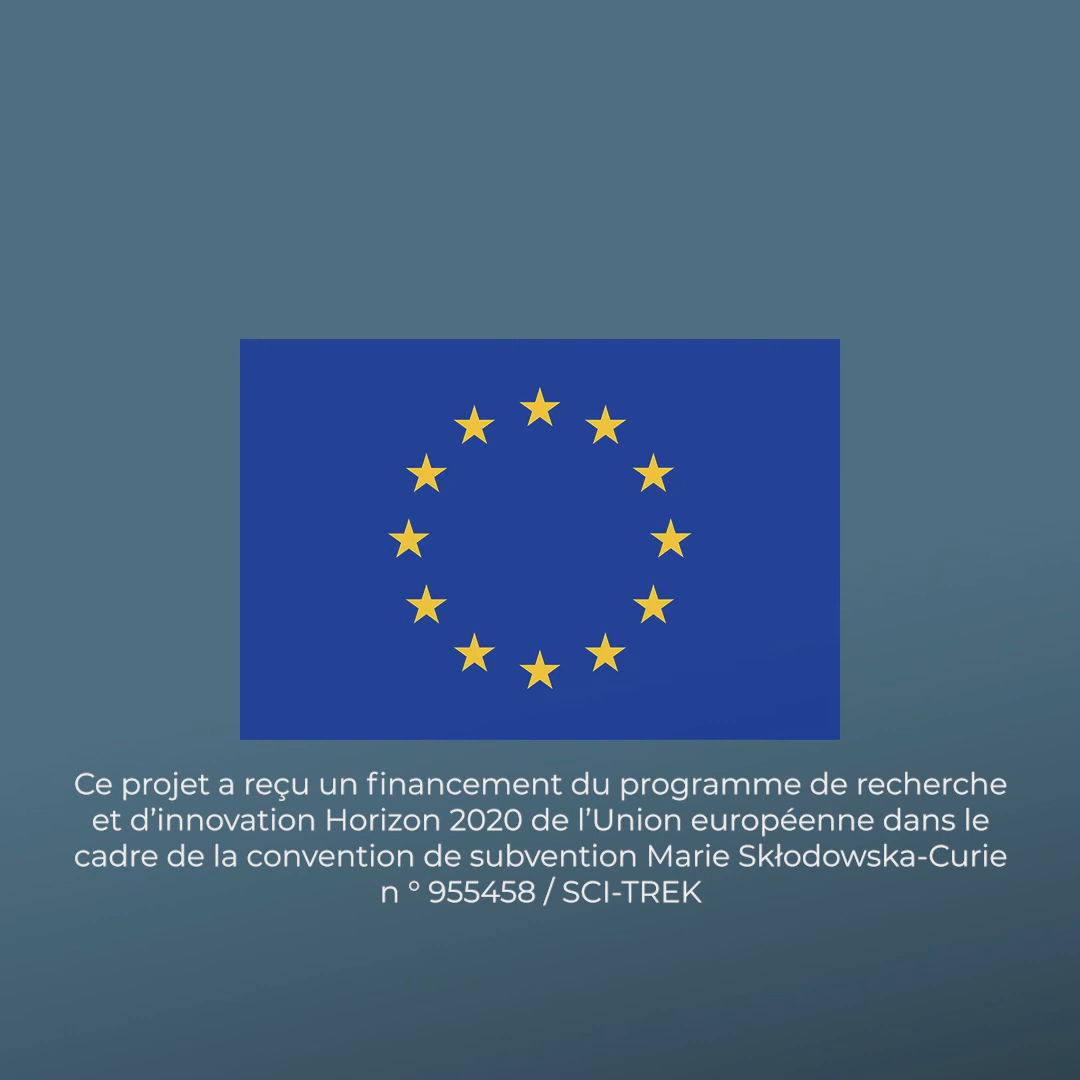 Ce projet a reçu un financement du programme de recherche
et d’innovation Horizon 2020 de l’Union européenne dans le
cadre de la convention de subvention Marie Skłodowska-Curie
n ° 955458 / SCI-TREK